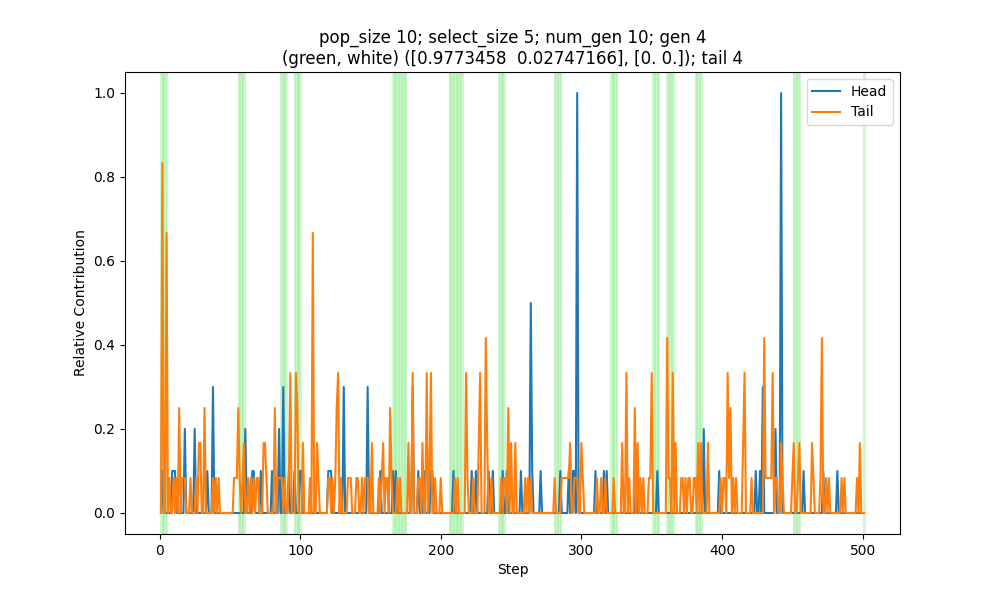 pop_size 10; select_size 5; num_gen 10; gen 4
(green, white) ([0.9773458  0.02747166], [0. 0.]); tail 4
Head
Tail
Relative Contribution
1.0
0.8
0.6
0.4
0.2
0.0
0
100
200
300
400
500
Step